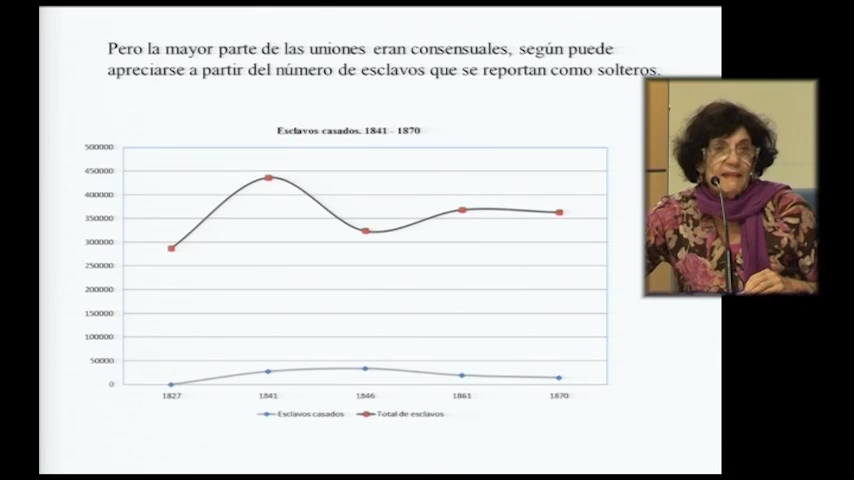 Pero la mayor parte de las uniones eran consensuales, según puede
apreciarse a partir del número de esclavos que se reportan como solteros.
Esclavos casados. 1841 - 1870
500000
450000
400000
350000
300000
250000
200000
150000
100000
50000
0
1827 1841 1846 1861 1870
Esclavos casados Total de esclavos